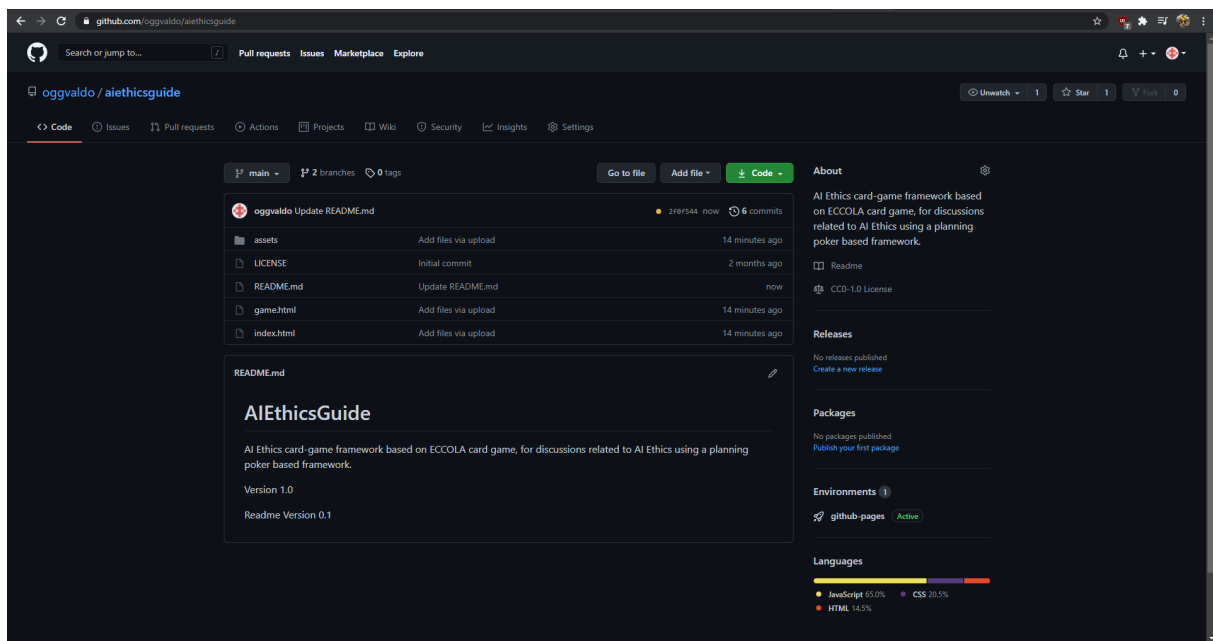 github.com/oggvaldo/aiethicsguide
Search or jump to... / Pull requests Issues Marketplace Explore
oggvaldo / aiethicsguide Unwatch 1 Star 1 Fork 0
<> Code Issues Pull requests Actions Projects Wiki Security Insights Settings
main 2 branches 0 tags Go to file Add file Code
oggvaldo Update README.md 2f0f544 now 6 commits
assets Add files via upload 14 minutes ago
LICENSE Initial commit 2 months ago
README.md Update README.md now
game.html Add files via upload 14 minutes ago
index.html Add files via upload 14 minutes ago
README.md
AIEthicsGuide
AI Ethics card-game framework based on ECCOLA card game, for discussions related to AI Ethics using a planning
poker based framework.
Version 1.0
Readme Version 0.1
About
AI Ethics card-game framework based
on ECCOLA card game, for discussions
related to AI Ethics using a planning
poker based framework.
Readme
CC0-1.0 License
Releases
No releases published
Create a new release
Packages
No packages published
Publish your first package
Environments 1
github-pages Active
Languages
JavaScript 65.0% CSS 20.5%
HTML 14.5%